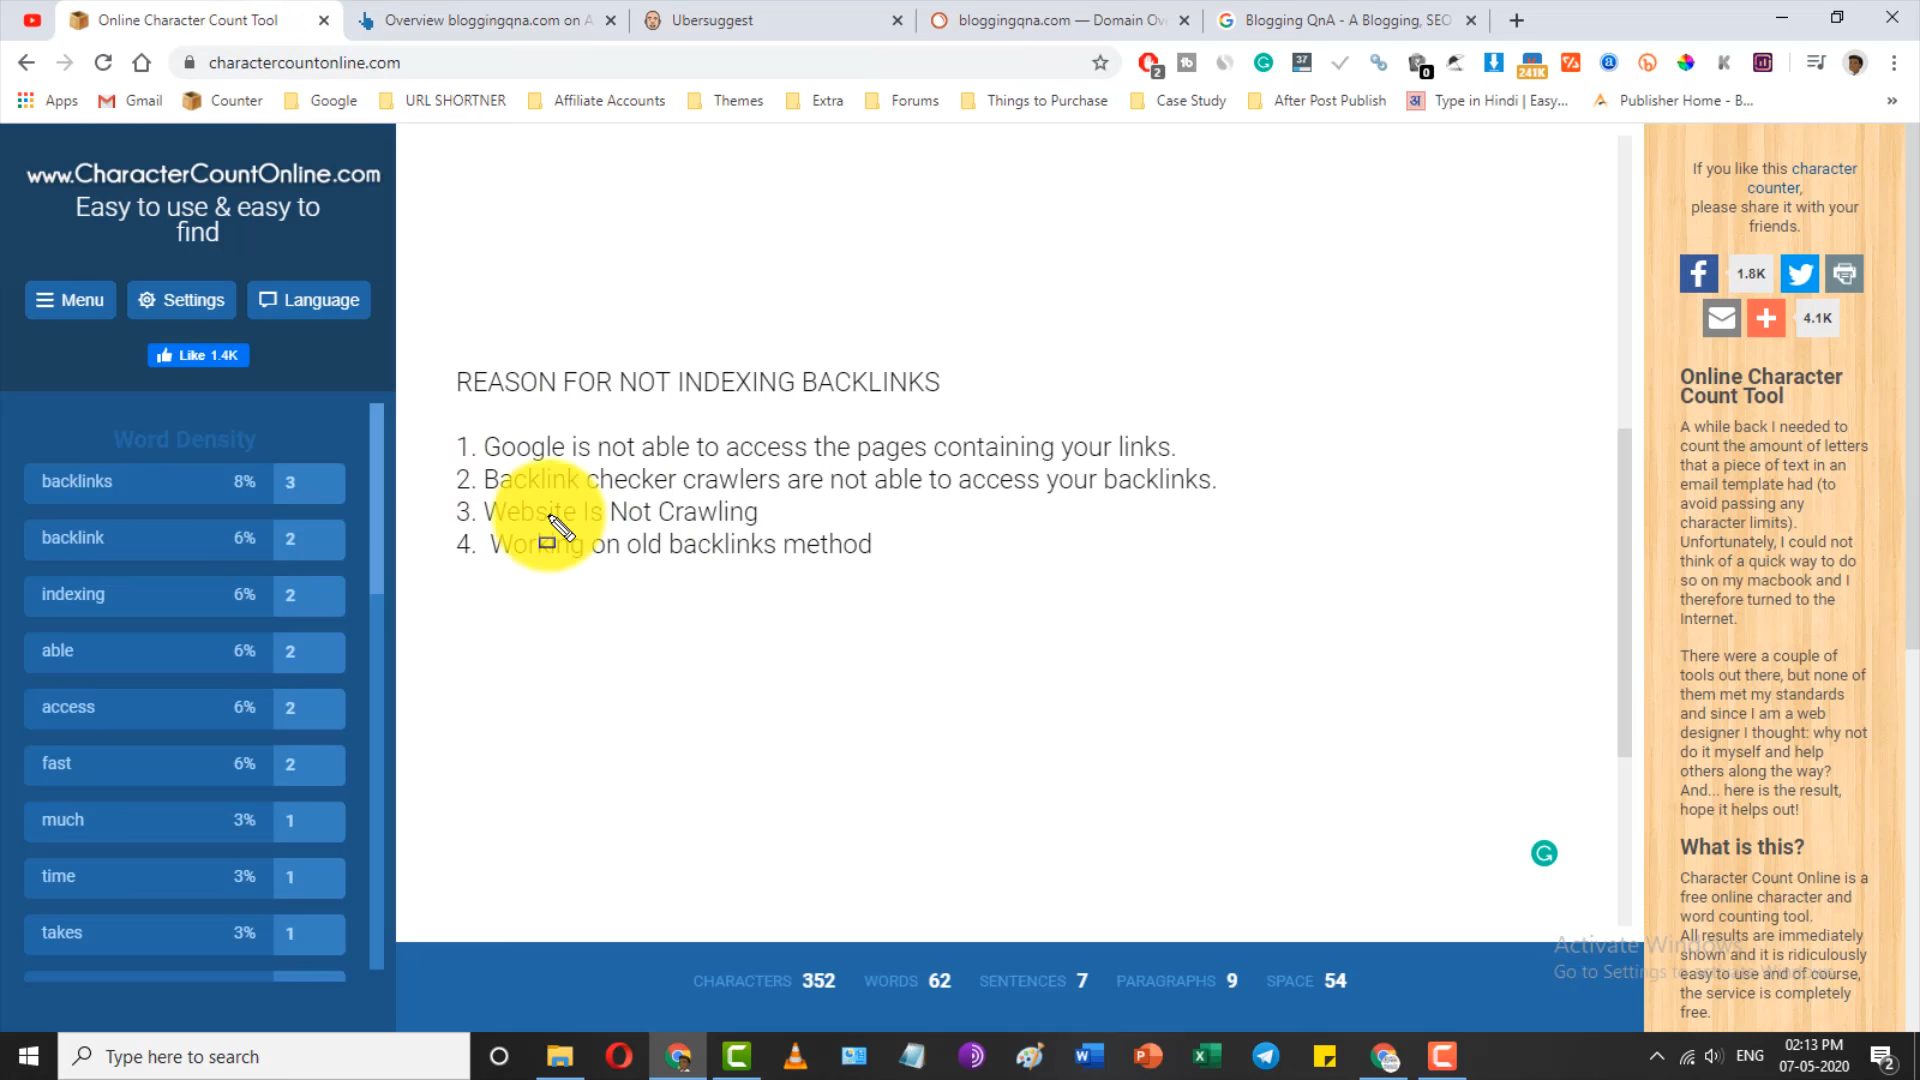 Online Character Count Tool
Overview bloggingqna.com on A
Ubersuggest
bloggingqna.com — Domain Ov
Blogging QnA - A Blogging, SEO
charactercountonline.com
2
37
0
241K
Apps
Gmail
Counter
Google
URL SHORTNER
Affiliate Accounts
Themes
Extra
Forums
Things to Purchase
Case Study
After Post Publish
Type in Hindi | Easy...
Publisher Home - B...
www.CharacterCountOnline.com
Easy to use & easy to
find
Menu
Settings
Language
Like 1.4K
Word Density
backlinks 8% 3
backlink 6% 2
indexing 6% 2
able 6% 2
access 6% 2
fast 6% 2
much 3% 1
time 3% 1
takes 3% 1
REASON FOR NOT INDEXING BACKLINKS
1. Google is not able to access the pages containing your links.
2. Backlink checker crawlers are not able to access your backlinks.
3. Website Is Not Crawling
4. Working on old backlinks method
CHARACTERS 352 WORDS 62 SENTENCES 7 PARAGRAPHS 9 SPACE 54
If you like this character
counter,
please share it with your
friends.
1.8K
4.1K
Online Character
Count Tool
A while back I needed to
count the amount of letters
that a piece of text in an
email template had (to
avoid passing any
character limits).
Unfortunately, I could not
think of a quick way to do
so on my macbook and I
therefore turned to the
Internet.
There were a couple of
tools out there, but none of
them met my standards
and since I am a web
designer I thought: why not
do it myself and help
others along the way?
And... here is the result,
hope it helps out!
What is this?
Character Count Online is a
free online character and
word counting tool.
All results are immediately
shown and it is ridiculously
easy to use and of course,
the service is completely
free.
Activate Windows
Go to Settings to activate Windows.
Type here to search
ENG
02:13 PM
07-05-2020
2